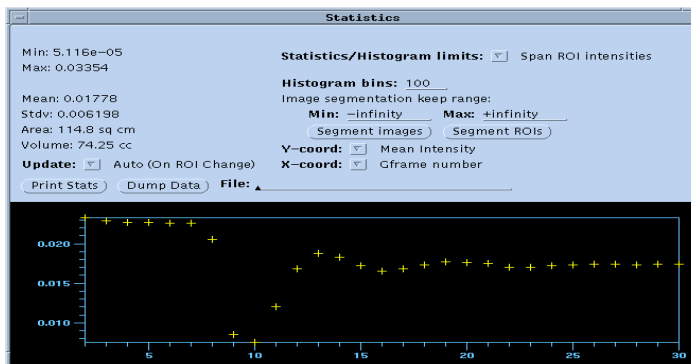 Statistics
Min: 5.116e-05
Max: 0.03354
Statistics/Histogram limits: Span ROI intensities
Histogram bins: 100
Mean: 0.01778
Image segmentation keep range:
Stdv: 0.006198
Min: −infinity Max: +infinity
Area: 114.8 sq cm
Segment images Segment ROIs
Volume: 74.25 cc
Y−coord: Mean Intensity
Update: Auto (On ROI Change)
X−coord: Gframe number
Print Stats Dump Data File:
0.020
0.015
0.010
5 10 15 20 25 30